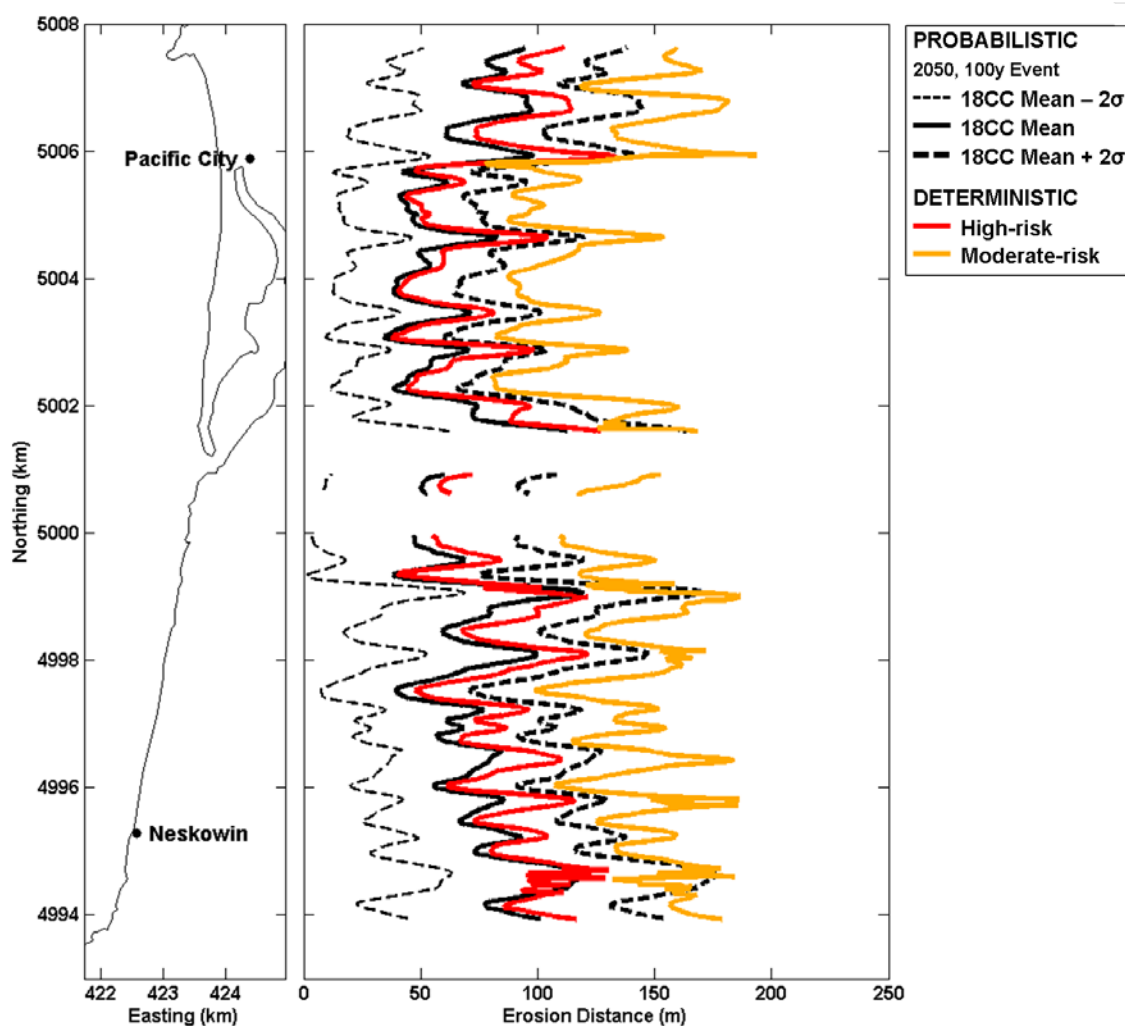 5008
5006
5004
5002
5000
4998
4996
4994
Northing (km)
Pacific City
Neskowin
422 423 424
Easting (km)
0 50 100 150 200 250
Erosion Distance (m)
PROBABILISTIC
2050, 100y Event
18CC Mean – 2σ
18CC Mean
18CC Mean + 2σ
DETERMINISTIC
High-risk
Moderate-risk